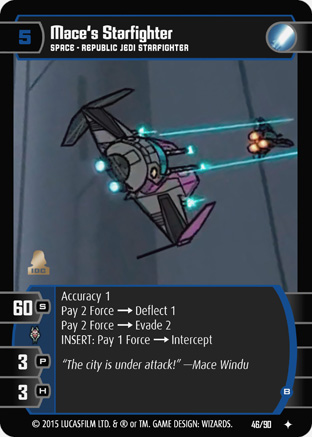 5
Mace's Starfighter
SPACE - REPUBLIC JEDI STARFIGHTER
IDC
60 S
3 P
3 H
Accuracy 1
Pay 2 Force → Deflect 1
Pay 2 Force → Evade 2
INSERT: Pay 1 Force → Intercept
"The city is under attack!" —Mace Windu
B
© 2015 LUCASFILM LTD. & ® or TM. GAME DESIGN: WIZARDS. 46/90